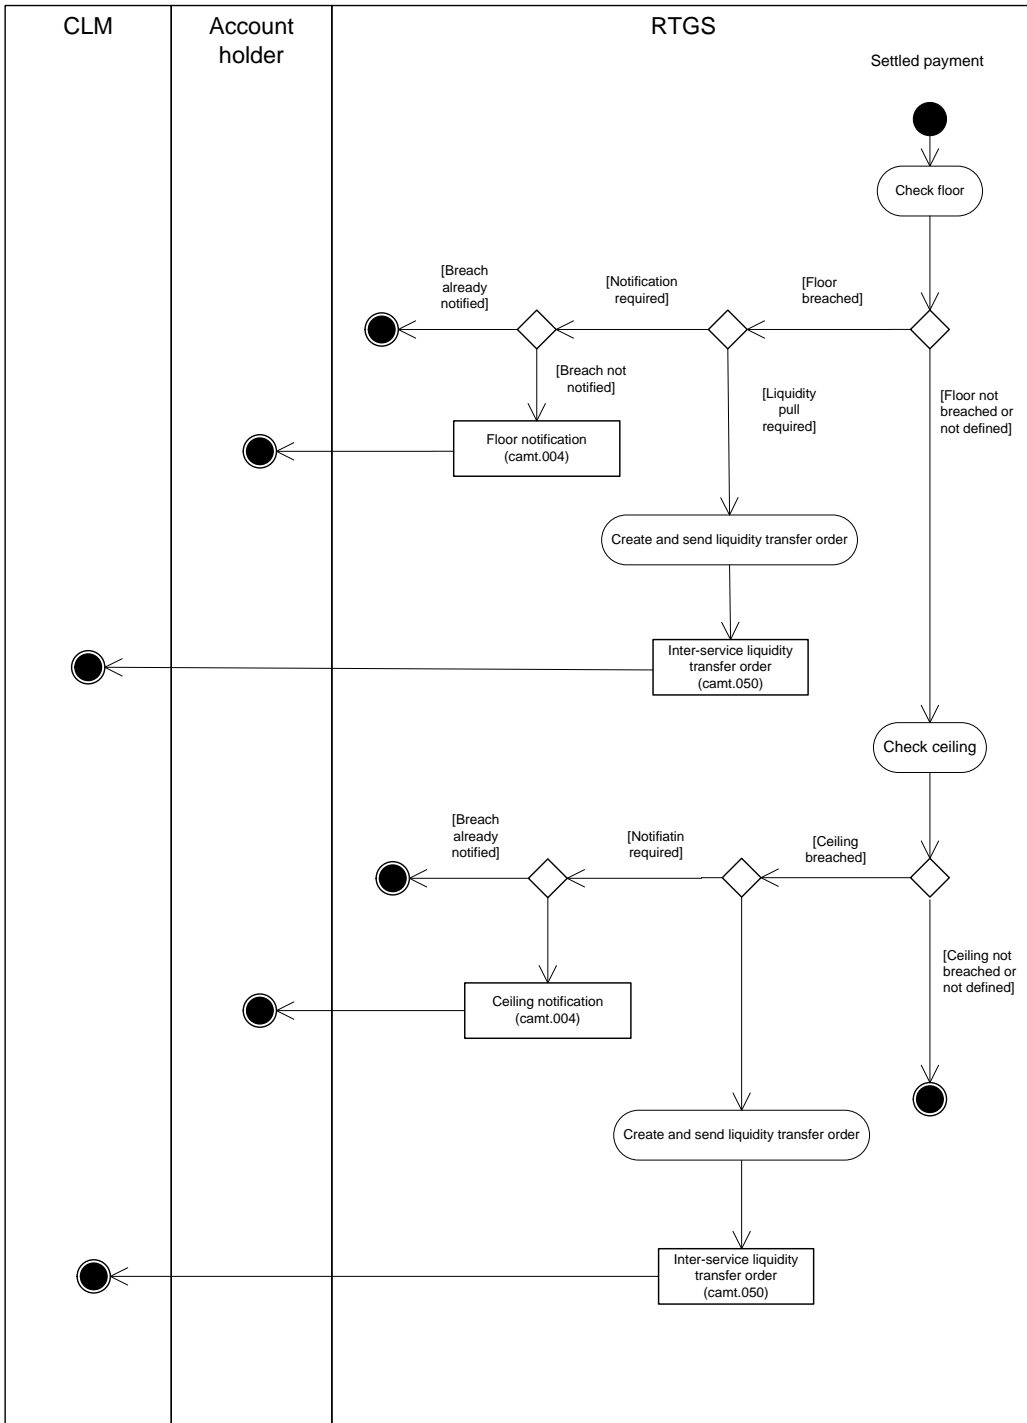 CLM
Account
holder
RTGS
Settled payment
Check floor
[Breach
already
notified]
[Notification
required]
[Floor
breached]
[Breach not
notified]
[Liquidity
pull
required]
[Floor not
breached or
not defined]
Floor notification
(camt.004)
Create and send liquidity transfer order
Inter-service liquidity
transfer order
(camt.050)
Check ceiling
[Breach
already
notified]
[Notifiatin
required]
[Ceiling
breached]
[Ceiling not
breached or
not defined]
Ceiling notification
(camt.004)
Create and send liquidity transfer order
Inter-service liquidity
transfer order
(camt.050)